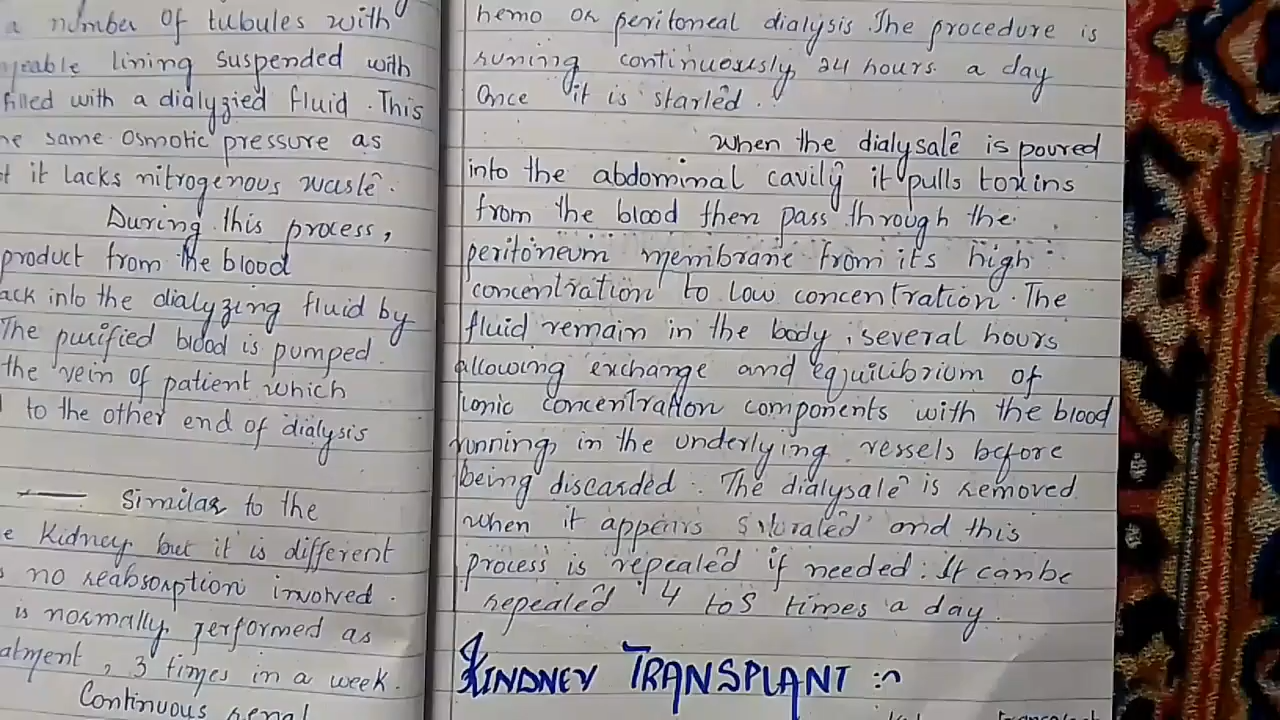 a number of tubules with
lining suspended with
filled with a dialyzied fluid. This
same osmotic pressure as
it lacks nitrogenous waste.
During this process,
product from the blood
into the dialyzing fluid by
The purified blood is pumped
the vein of patient which
to the other end of dialysis
Similar to the
Kidney but it is different
no reabsorption involved.
is normally performed as
, 3 times in a week.
Continuous renal
hemo or peritoneal dialysis. The procedure is
runing continuously 24 hours a day
Once it is started.
When the dialysate is poured
into the abdominal cavity it pulls toxins
from the blood then pass through the
peritoneum membrane from its high
concentration to low concentration. The
fluid remain in the body, several hours
allowing exchange and equilibrium of
ionic concentration components with the blood
running in the underlying vessels before
being discarded. The dialysate is removed
when it appears and this
process is repeated if needed. It canbe
repeated 4 to 5 times a day.
KINDNEY TRANSPLANT :-